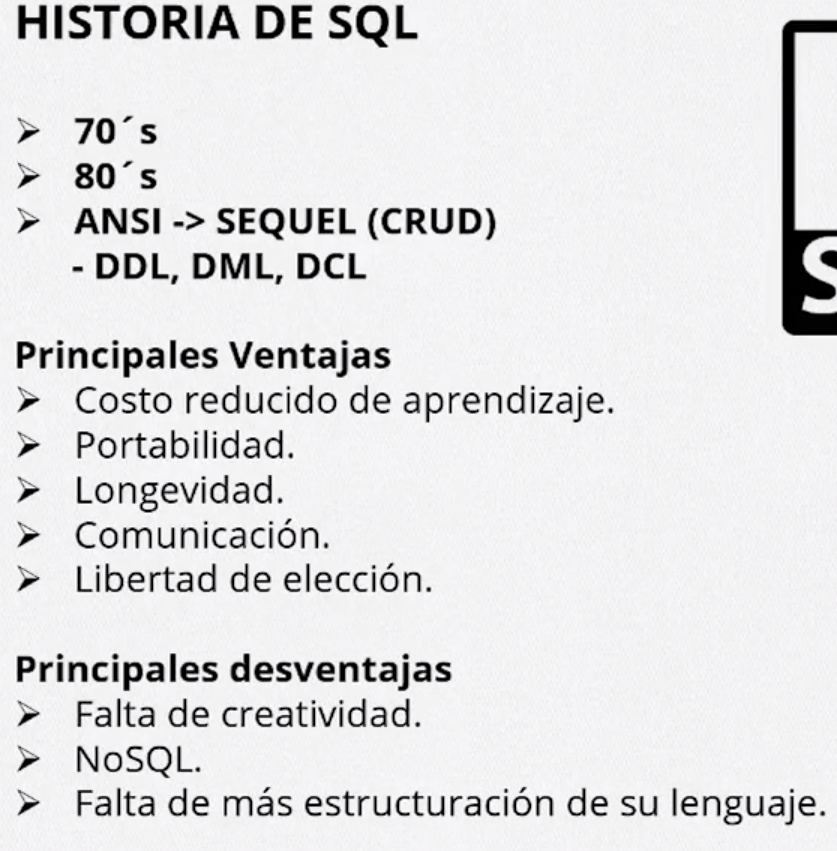 HISTORIA DE SQL
➢ 70´s
➢ 80´s
➢ ANSI -> SEQUEL (CRUD)
- DDL, DML, DCL
Principales Ventajas
➢ Costo reducido de aprendizaje.
➢ Portabilidad.
➢ Longevidad.
➢ Comunicación.
➢ Libertad de elección.
Principales desventajas
➢ Falta de creatividad.
➢ NoSQL.
➢ Falta de más estructuración de su lenguaje.
S